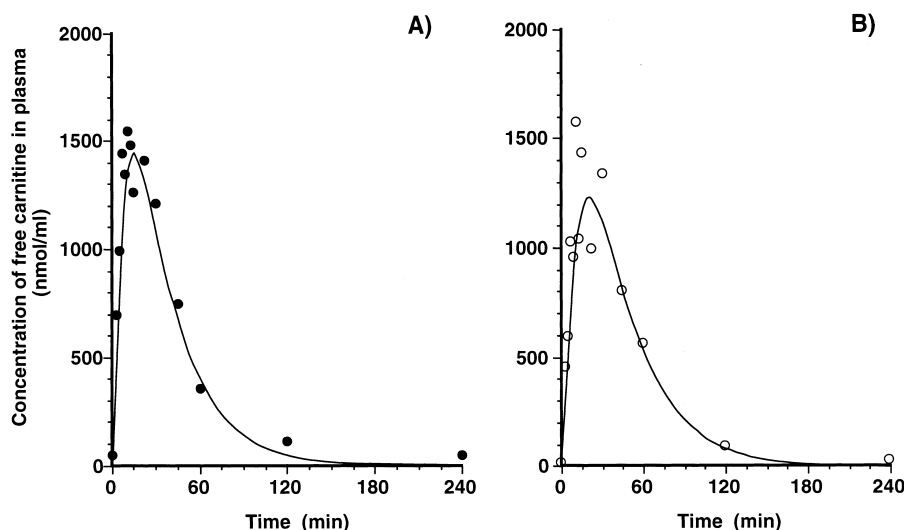 A)
B)
Concentration of free carnitine in plasma
(nmol/ml)
2000
1500
1000
500
0
0 60 120 180 240
Time (min)
2000
1500
1000
500
0
0 60 120 180 240
Time (min)